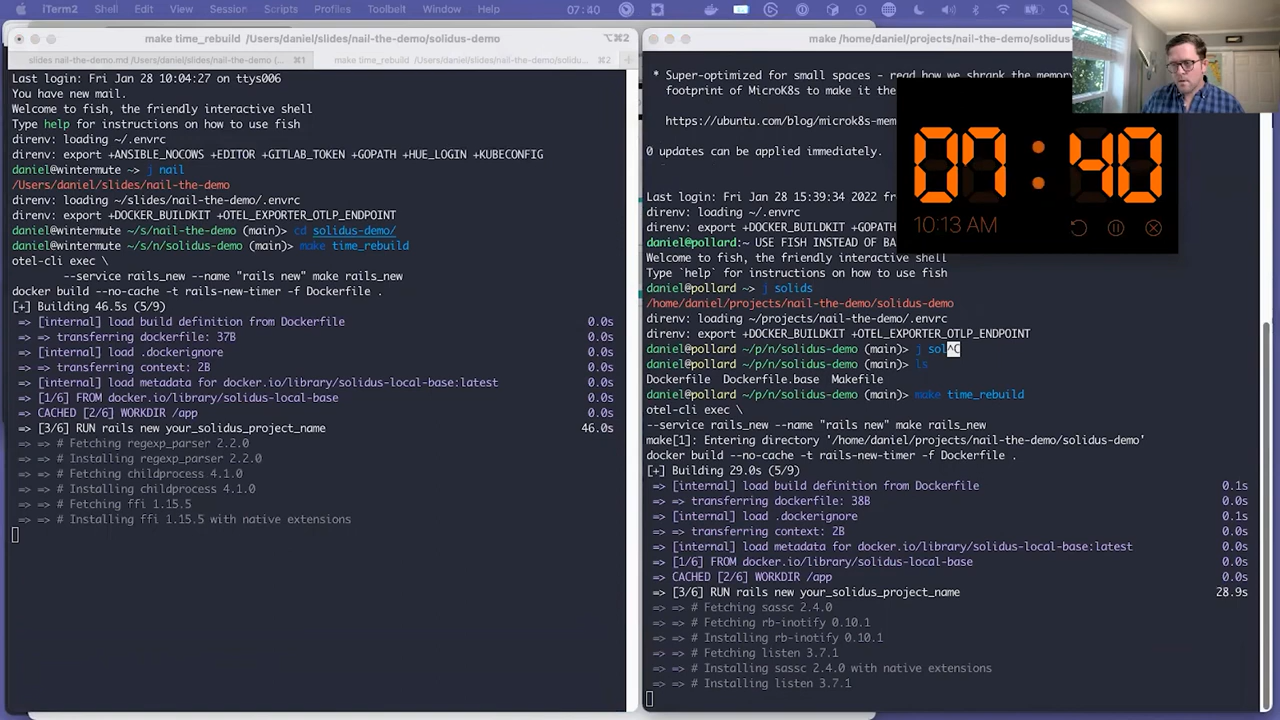 iTerm2 Shell Edit View Session Scripts Profiles Toolbelt Window Help 07:40
make time_rebuild /Users/daniel/slides/nail-the-demo/solidus-demo ⌥⌘2
slides nail-the-demo.md /Users/daniel/slides/nail-the-demo (... ⌘1 make time_rebuild /Users/daniel/slides/nail-the-demo/solidus-demo/solidus-demo... ⌘2
Last login: Fri Jan 28 10:04:27 on ttys006
You have new mail.
Welcome to fish, the friendly interactive shell
Type help for instructions on how to use fish
direnv: loading ~/.envrc
direnv: export +ANSIBLE_NOCOWS +EDITOR +GITLAB_TOKEN +GOPATH +HUE_LOGIN +KUBECONFIG
daniel@wintermute ~> j nail
/Users/daniel/slides/nail-the-demo
direnv: loading ~/slides/nail-the-demo/.envrc
direnv: export +DOCKER_BUILDKIT +OTEL_EXPORTER_OTLP_ENDPOINT
daniel@wintermute ~/s/nail-the-demo (main)> cd solidus-demo/
daniel@wintermute ~/s/n/solidus-demo (main)> make time_rebuild
otel-cli exec \
--service rails_new --name "rails new" make rails_new
docker build --no-cache -t rails-new-timer -f Dockerfile .
[+] Building 46.5s (5/9)
=> [internal] load build definition from Dockerfile 0.0s
=> => transferring dockerfile: 37B 0.0s
=> [internal] load .dockerignore 0.0s
=> => transferring context: 2B 0.0s
=> [internal] load metadata for docker.io/library/solidus-local-base:latest 0.0s
=> [1/6] FROM docker.io/library/solidus-local-base 0.0s
=> CACHED [2/6] WORKDIR /app 0.0s
=> [3/6] RUN rails new your_solidus_project_name 46.0s
=> => # Fetching regexp_parser 2.2.0
=> => # Installing regexp_parser 2.2.0
=> => # Fetching childprocess 4.1.0
=> => # Installing childprocess 4.1.0
=> => # Fetching ffi 1.15.5
=> => # Installing ffi 1.15.5 with native extensions
make /home/daniel/projects/nail-the-demo/solidus-
* Super-optimized for small spaces - read how we shrank the memory
footprint of MicroK8s to make it the
https://ubuntu.com/blog/microk8s-mem
0 updates can be applied immediately.
Last login: Fri Jan 28 15:39:34 2022 fr
direnv: loading ~/.envrc
direnv: export +DOCKER_BUILDKIT +GOPATH
daniel@pollard:~ USE FISH INSTEAD OF BA
Welcome to fish, the friendly interactive shell
Type `help` for instructions on how to use fish
daniel@pollard ~> j solids
/home/daniel/projects/nail-the-demo/solidus-demo
direnv: loading ~/projects/nail-the-demo/.envrc
direnv: export +DOCKER_BUILDKIT +OTEL_EXPORTER_OTLP_ENDPOINT
daniel@pollard ~/p/n/solidus-demo (main)> j sol^C
daniel@pollard ~/p/n/solidus-demo (main)> ls
Dockerfile Dockerfile.base Makefile
daniel@pollard ~/p/n/solidus-demo (main)> make time_rebuild
otel-cli exec \
--service rails_new --name "rails new" make rails_new
make[1]: Entering directory '/home/daniel/projects/nail-the-demo/solidus-demo'
docker build --no-cache -t rails-new-timer -f Dockerfile .
[+] Building 29.0s (5/9)
=> [internal] load build definition from Dockerfile 0.1s
=> => transferring dockerfile: 38B 0.0s
=> [internal] load .dockerignore 0.1s
=> => transferring context: 2B 0.0s
=> [internal] load metadata for docker.io/library/solidus-local-base:latest 0.0s
=> [1/6] FROM docker.io/library/solidus-local-base 0.0s
=> CACHED [2/6] WORKDIR /app 0.0s
=> [3/6] RUN rails new your_solidus_project_name 28.9s
=> => # Fetching sassc 2.4.0
=> => # Installing rb-inotify 0.10.1
=> => # Installing rb-inotify 0.10.1
=> => # Fetching listen 3.7.1
=> => # Installing sassc 2.4.0 with native extensions
=> => # Installing listen 3.7.1
07:40
10:13 AM